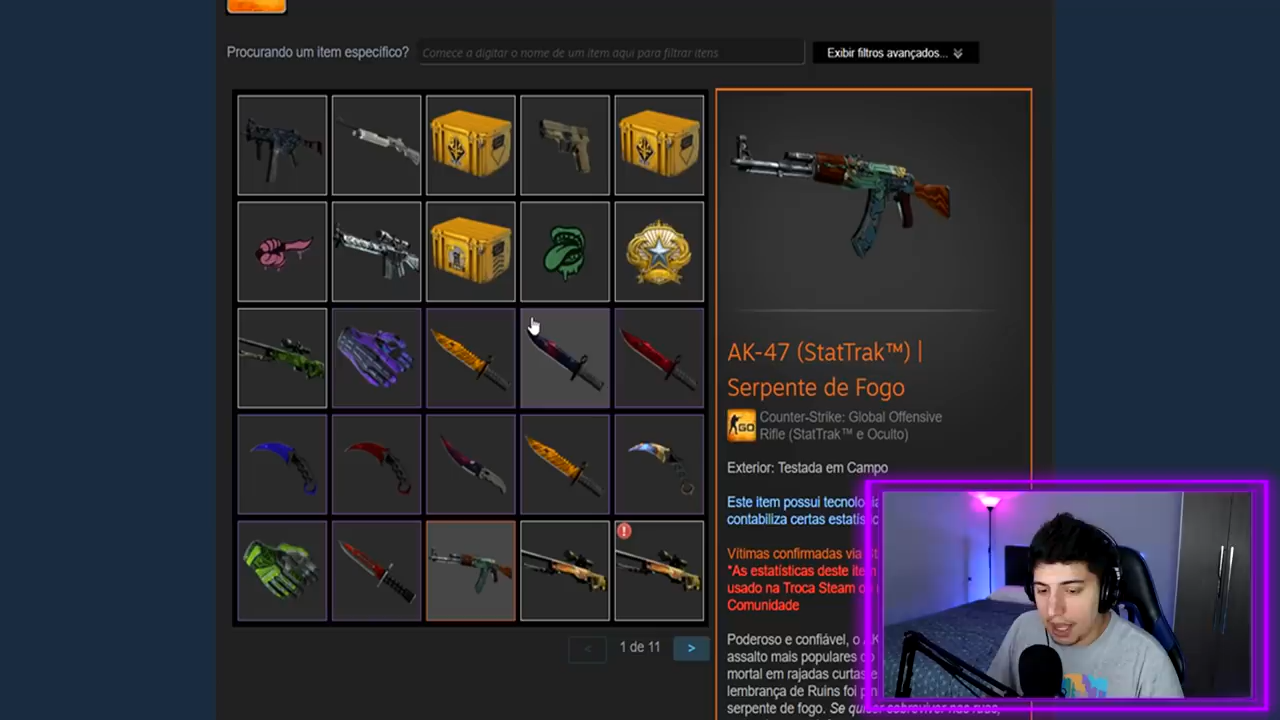 Procurando um item específico?
Comece a digitar o nome de um item aqui para filtrar itens
Exibir filtros avançados...
AK-47 (StatTrak™) |
Serpente de Fogo
GO
Counter-Strike: Global Offensive
Rifle (StatTrak™ e Oculto)
Exterior: Testada em Campo
Este item possui
contabiliza certas
Vítimas confirmadas via
*As estatísticas deste
usado na Troca Steam
Comunidade
1 de 11
<
>
Poderoso e confiável, o
assalto mais populares
mortal em rajadas curtas e
lembrança de Ruins foi
serpente de fogo. Se quiser sobreviver nas ruas,